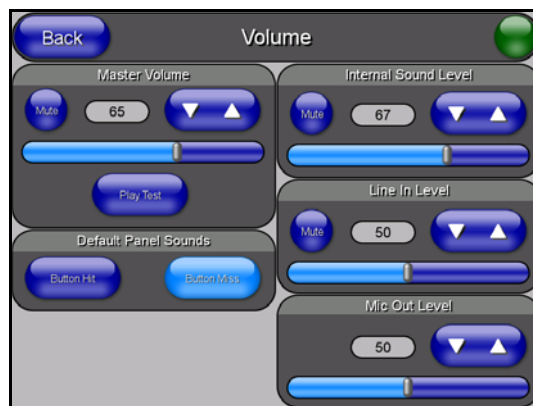 Back
Volume
Master Volume
Mute
65
Play Test
Default Panel Sounds
Button Hit
Button Miss
Internal Sound Level
Mute
67
Line In Level
Mute
50
Mic Out Level
50